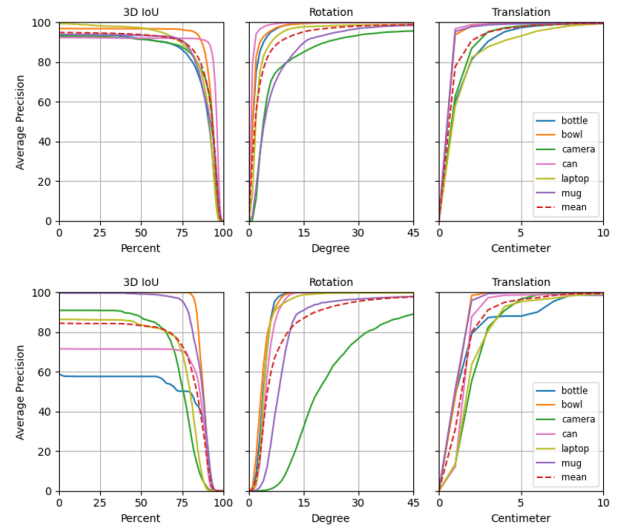 3D IoU
Rotation
Translation
Average Precision
100
80
60
40
20
0
0 25 50 75 100
0 15 30 45
0 5 10
Percent
Degree
Centimeter
bottle
bowl
camera
can
laptop
mug
mean
3D IoU
Rotation
Translation
Average Precision
100
80
60
40
20
0
0 25 50 75 100
0 15 30 45
0 5 10
Percent
Degree
Centimeter
bottle
bowl
camera
can
laptop
mug
mean